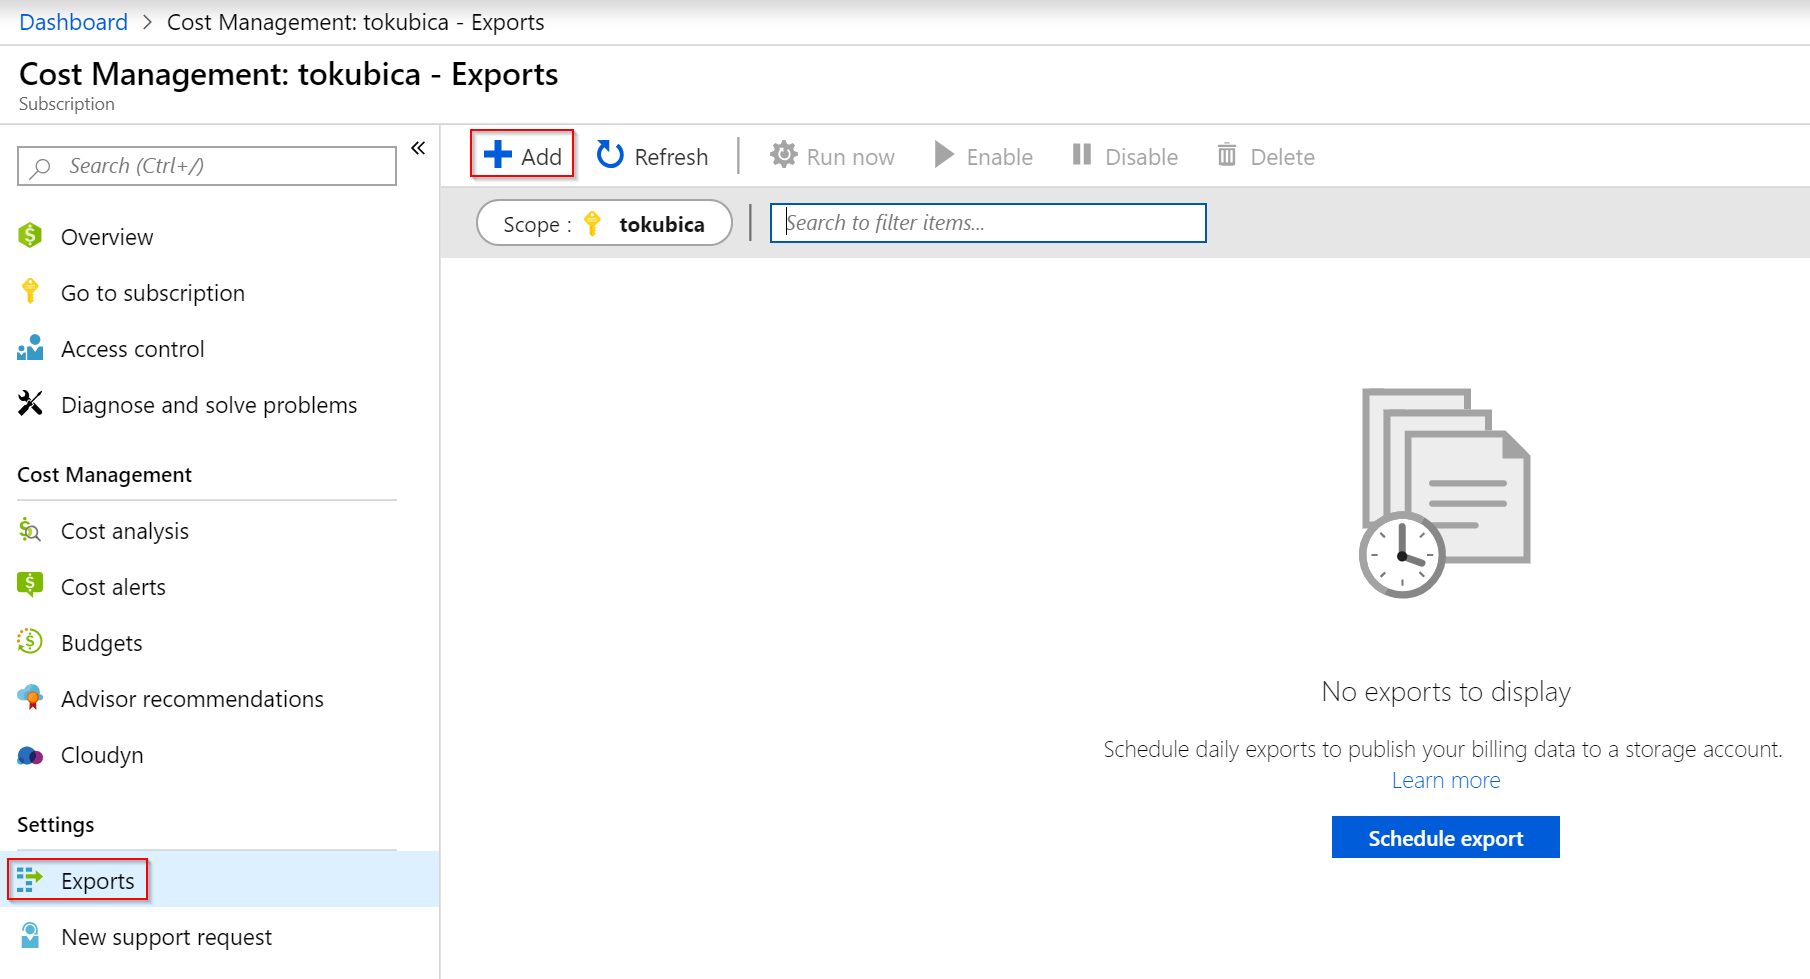 Dashboard > Cost Management: tokubica - Exports
Cost Management: tokubica - Exports
Subscription
Search (Ctrl+/)
«
Overview
Go to subscription
Access control
Diagnose and solve problems
Cost Management
Cost analysis
Cost alerts
Budgets
Advisor recommendations
Cloudyn
Settings
Exports
New support request
Add Refresh Run now Enable Disable Delete
Scope : tokubica Search to filter items...
No exports to display
Schedule daily exports to publish your billing data to a storage account.
Learn more
Schedule export